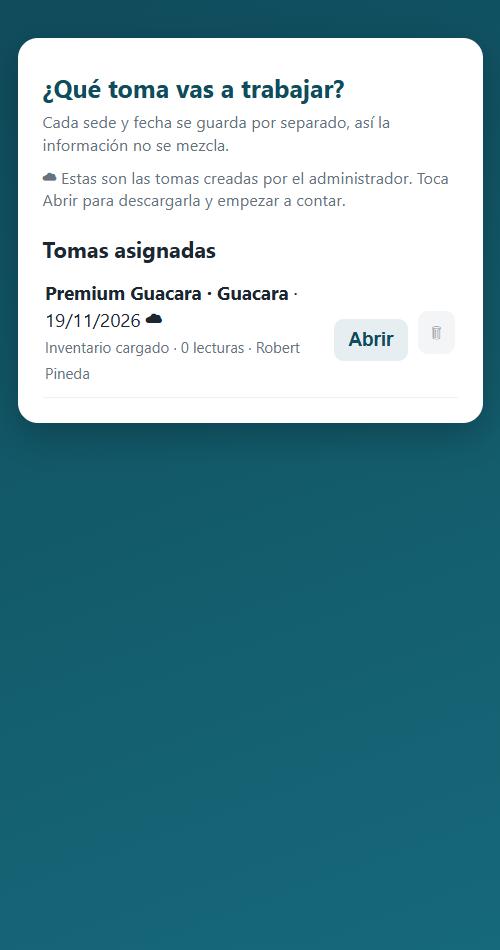 ¿Qué toma vas a trabajar?
Cada sede y fecha se guarda por separado, así la
información no se mezcla.
☁ Estas son las tomas creadas por el administrador. Toca
Abrir para descargarla y empezar a contar.
Tomas asignadas
Premium Guacara · Guacara ·
19/11/2026 ☁
Inventario cargado · 0 lecturas · Robert
Pineda
Abrir